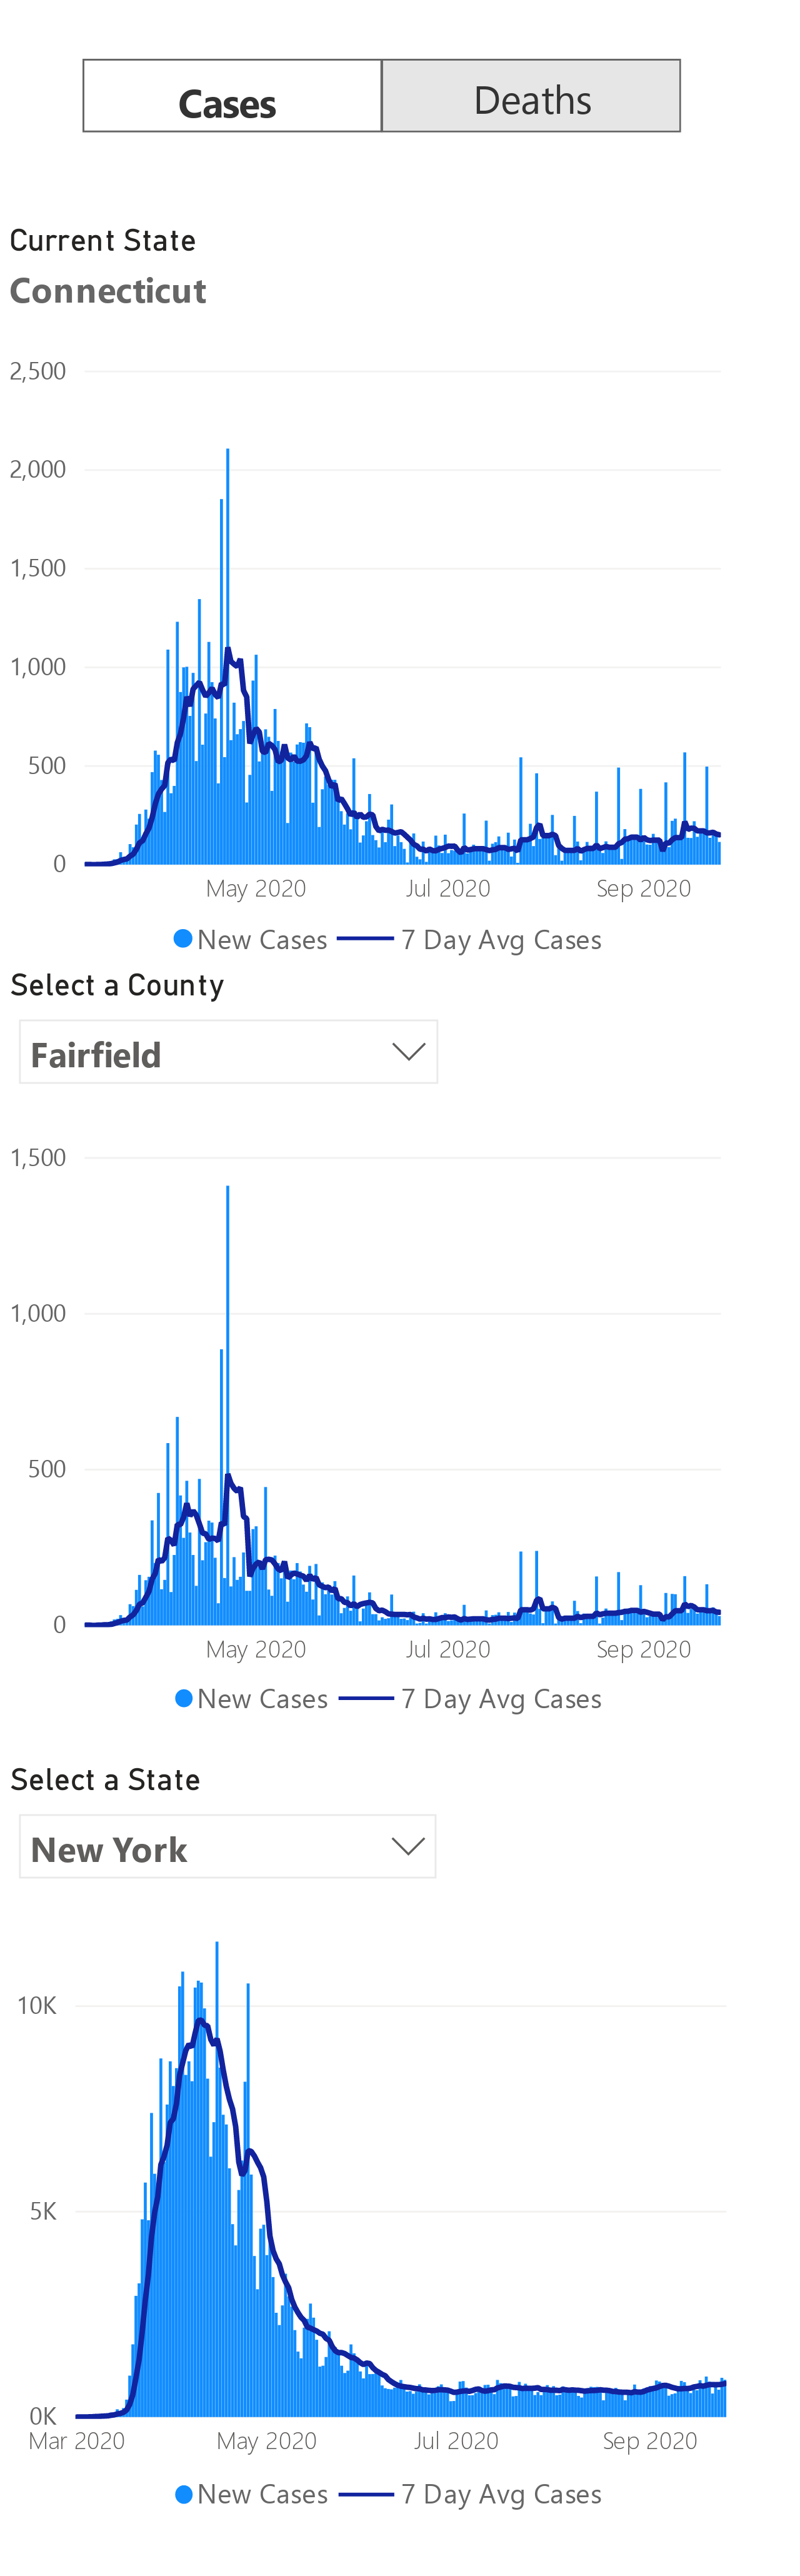 Cases Deaths
Current State
Connecticut
2,500
2,000
1,500
1,000
500
0
May 2020 Jul 2020 Sep 2020
New Cases 7 Day Avg Cases
Select a County
Fairfield
1,500
1,000
500
0
May 2020 Jul 2020 Sep 2020
New Cases 7 Day Avg Cases
Select a State
New York
10K
5K
0K
Mar 2020 May 2020 Jul 2020 Sep 2020
New Cases 7 Day Avg Cases